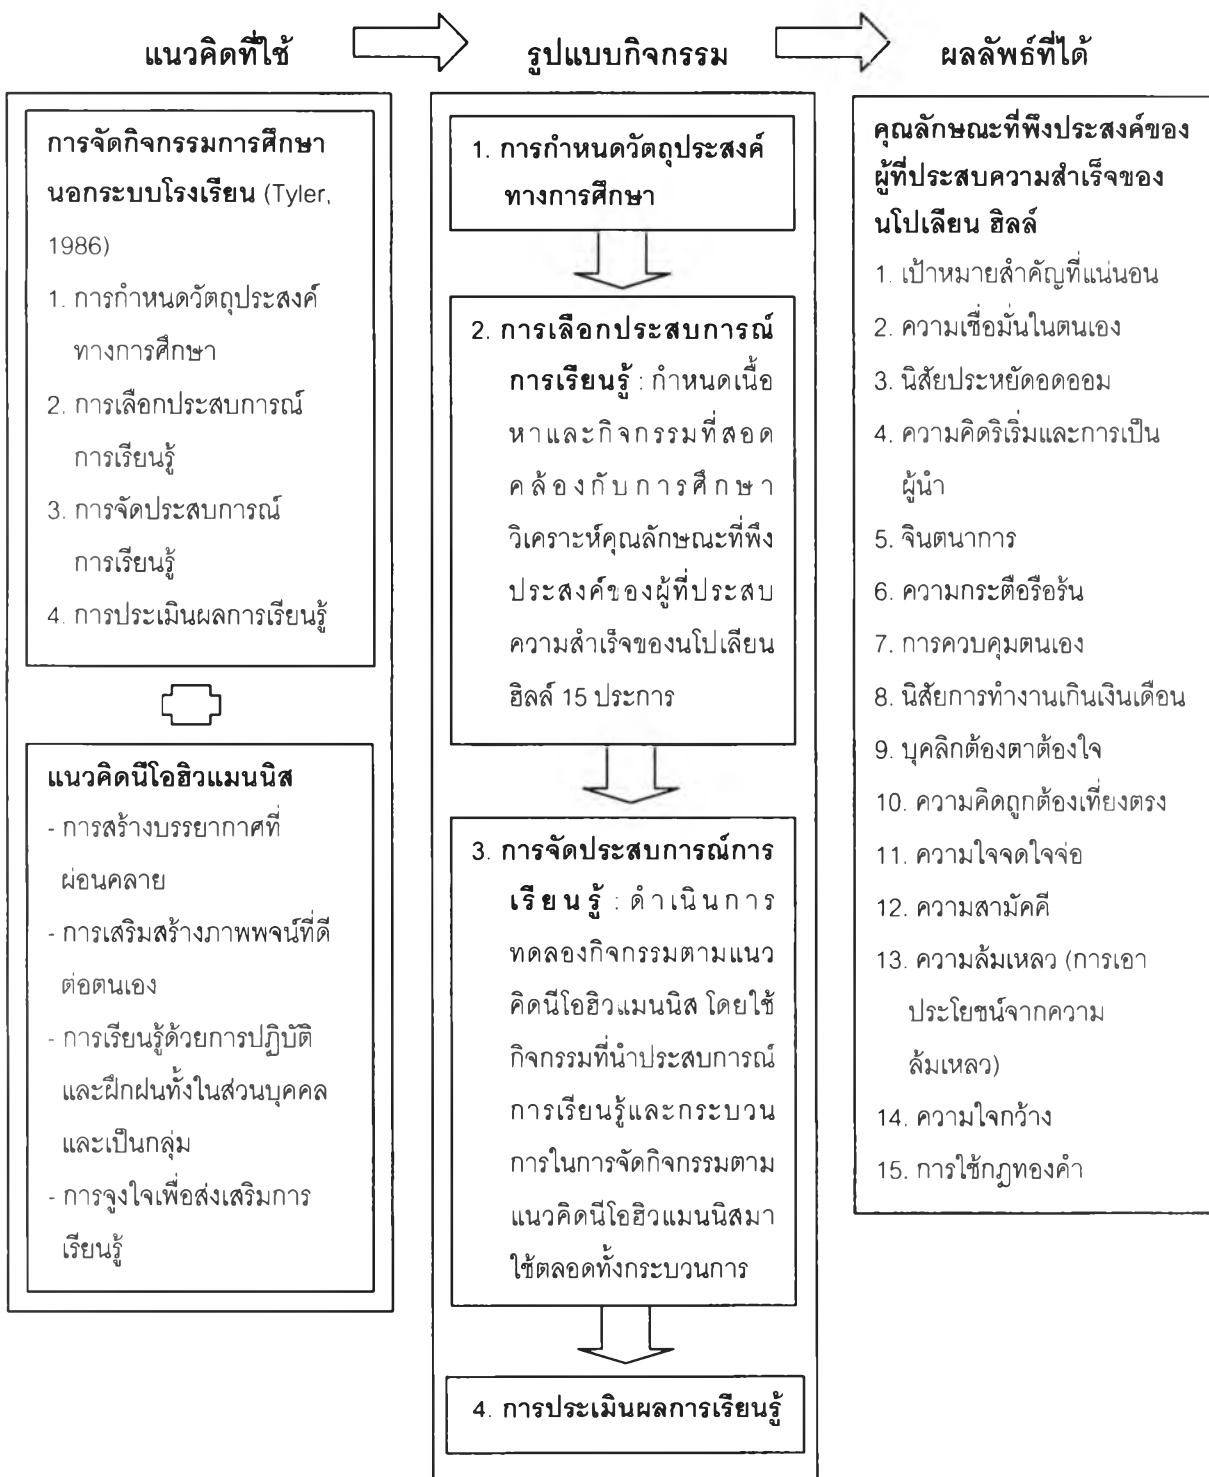 แนวคิดที่ใช้
รูปแบบกิจกรรม
ผลลัพธ์ที่ได้
การจัดกิจกรรมการศึกษา
นอกระบบโรงเรียน (Tyler,
1986)
1. การกำหนดวัตถุประสงค์
ทางการศึกษา
2. การเลือกประสบการณ์
การเรียนรู้
3. การจัดประสบการณ์
การเรียนรู้
4. การประเมินผลการเรียนรู้
แนวคิดนีโอฮิวแมนนิส
- การสร้างบรรยากาศที่
ผ่อนคลาย
- การเสริมสร้างภาพพจน์ที่ดี
ต่อตนเอง
- การเรียนรู้ด้วยการปฏิบัติ
และฝึกฝนทั้งในส่วนบุคคล
และเป็นกลุ่ม
- การจูงใจเพื่อส่งเสริมการ
เรียนรู้
1. การกำหนดวัตถุประสงค์
ทางการศึกษา
2. การเลือกประสบการณ์
การเรียนรู้ : กำหนดเนื้อ
หาและกิจกรรมที่สอด
คล้องกับการศึกษา
วิเคราะห์คุณลักษณะที่พึง
ประสงค์ของผู้ที่ประสบ
ความสำเร็จของนโปเลียน
ฮิลล์ 15 ประการ
3. การจัดประสบการณ์การ
เรียนรู้ : ดำเนินการ
ทดลองกิจกรรมตามแนว
คิดนีโอฮิวแมนนิส โดยใช้
กิจกรรมที่นำประสบการณ์
การเรียนรู้และกระบวน
การในการจัดกิจกรรมตาม
แนวคิดนีโอฮิวแมนนิสมา
ใช้ตลอดทั้งกระบวนการ
4. การประเมินผลการเรียนรู้
คุณลักษณะที่พึงประสงค์ของ
ผู้ที่ประสบความสำเร็จของ
นโปเลียน ฮิลล์
1. เป้าหมายสำคัญที่แน่นอน
2. ความเชื่อมั่นในตนเอง
3. นิสัยประหยัดอดออม
4. ความคิดริเริ่มและการเป็น
ผู้นำ
5. จินตนาการ
6. ความกระตือรือร้น
7. การควบคุมตนเอง
8. นิสัยการทำงานเกินเงินเดือน
9. บุคลิกต้องตาต้องใจ
10. ความคิดถูกต้องเที่ยงตรง
11. ความใจจดใจจ่อ
12. ความสามัคคี
13. ความล้มเหลว (การเอา
ประโยชน์จากความ
ล้มเหลว)
14. ความใจกว้าง
15. การใช้กฎทองคำ